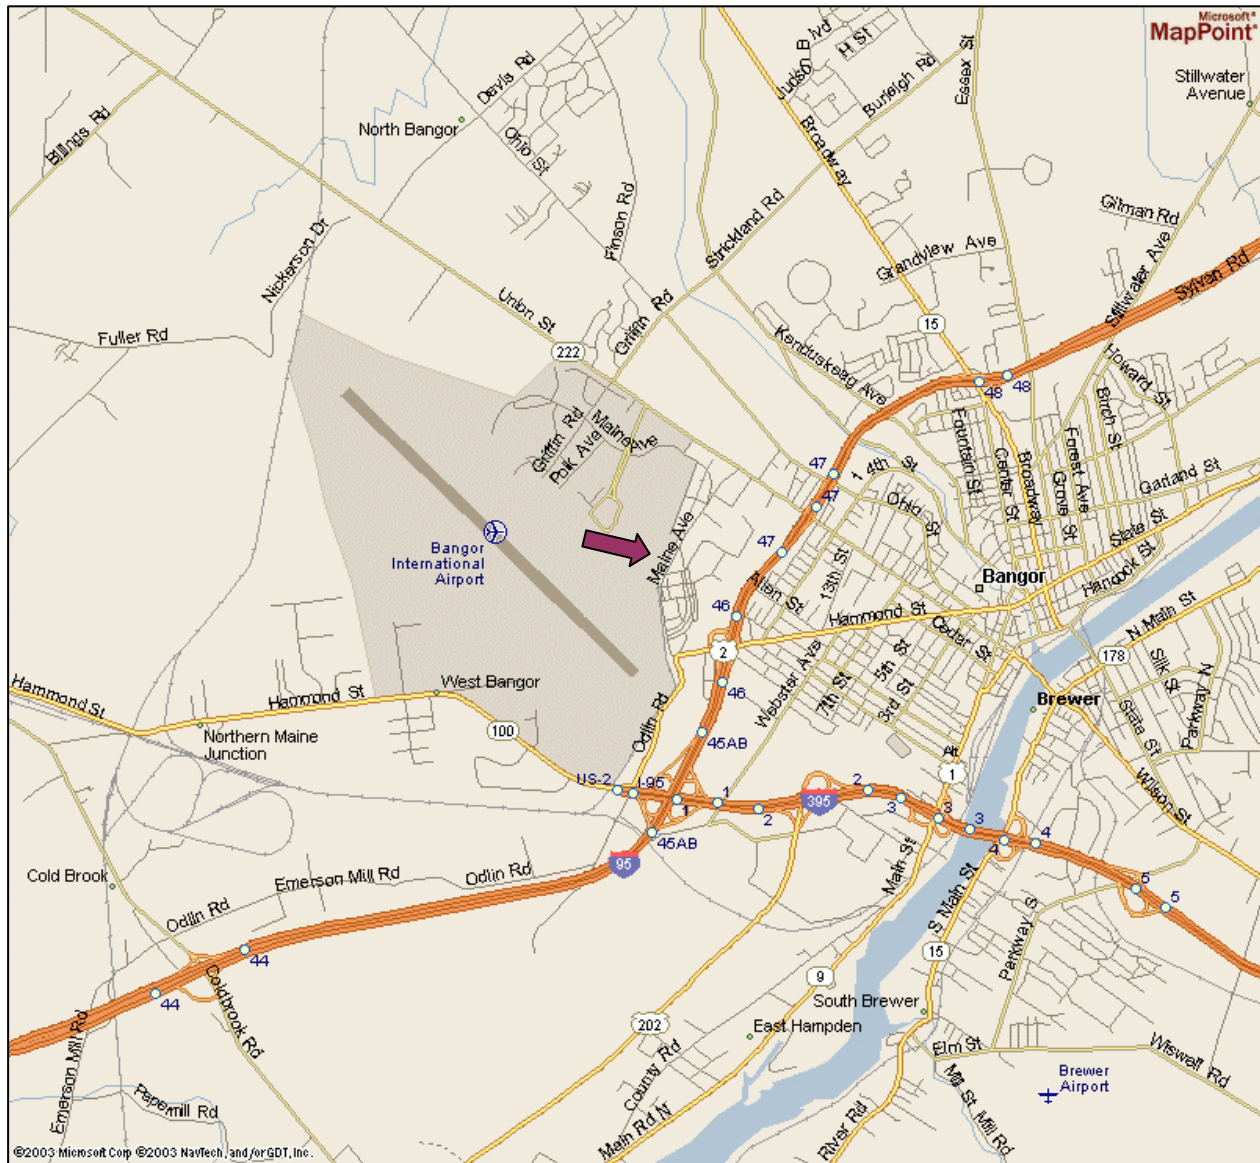 Microsoft®
MapPoint®
Judson Blvd
H St
Essex St
Stillwater
Avenue
Davis Rd
Burleigh Rd
Billings Rd
North Bangor
Ohio St
Broadway
Finson Rd
Gilman Rd
Strickland Rd
Grandview Ave
Stillwater Ave
Sylvan Rd
Nickerson Dr
Union St
Griffin Rd
15
Fuller Rd
222
Kenduskeag Ave
Howard St
48
48
Birch St
Maine Ave
Griffin Rd
Polk Ave
Fountain St
Center St
Broadway
Forest Ave
Grove St
Garland St
47
14th St
47
Ohio St
State St
Bangor
International
Airport
Maine Ave
47
13th St
Bangor
Hancock St
Allen St
46
Hammond St
Cedar St
N Main St
2
178
Silk St
Parkway N
West Bangor
46
Webster Ave
7th St
5th St
3rd St
Brewer
Hammond St
Hammond St
Northern Maine
Junction
100
Odlin Rd
45AB
State St
Alt
1
Wilson St
US-2
I-95
1
1
2
395
2
3
3
3
4
4
45AB
95
Main St
Cold Brook
Emerson Mill Rd
Odlin Rd
5
5
Odlin Rd
S Main St
Parkway S
44
44
Coldbrook Rd
15
9
South Brewer
202
East Hampden
Emerson Mill Rd
County Rd
Elm St
Wiswell Rd
Brewer
Airport
Papermill Rd
Main Rd N
River Rd
Mill St
Mill Rd
©2003 Microsoft Corp ©2003 NavTech, and/or GDT, Inc.